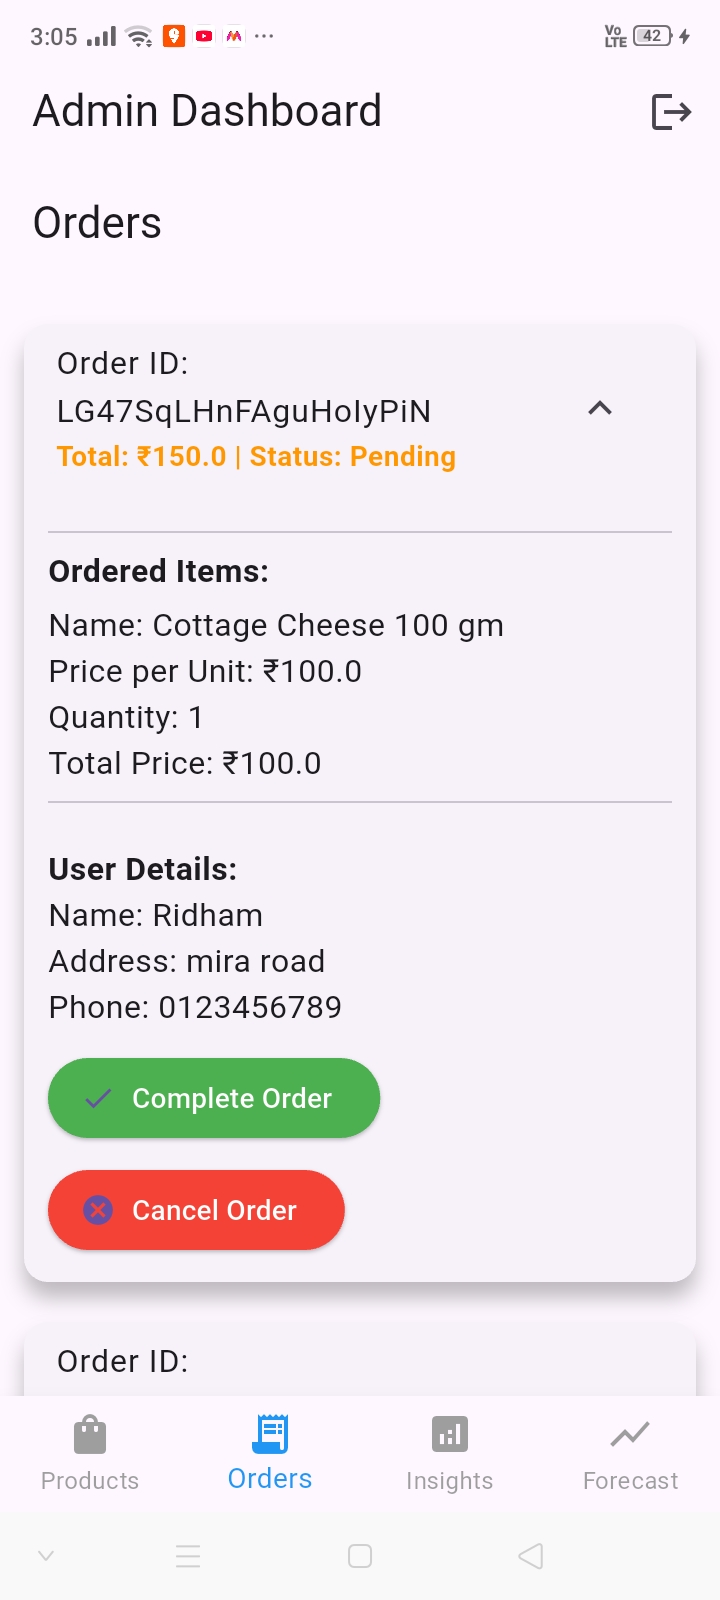 3:05
Vo LTE
42
Admin Dashboard
Orders
Order ID:
LG47SqLHnFAguHoIyPiN
Total: ₹150.0 | Status: Pending
Ordered Items:
Name: Cottage Cheese 100 gm
Price per Unit: ₹100.0
Quantity: 1
Total Price: ₹100.0
User Details:
Name: Ridham
Address: mira road
Phone: 0123456789
Complete Order
Cancel Order
Order ID:
Products
Orders
Insights
Forecast